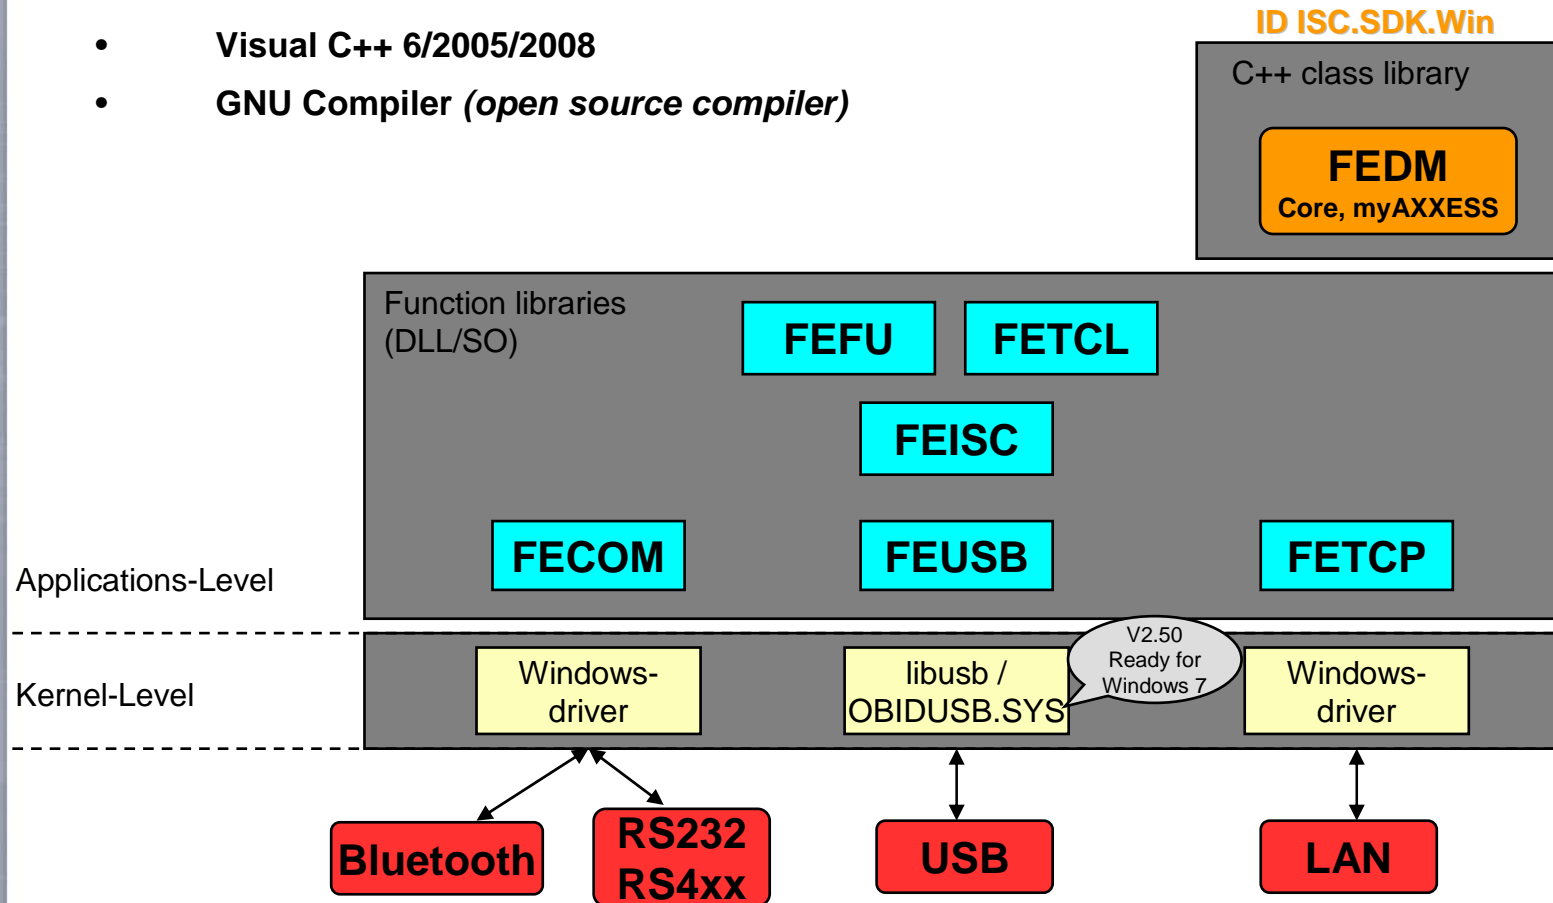 ID ISC.SDK.Win
• Visual C++ 6/2005/2008
• GNU Compiler (open source compiler)
C++ class library
FEDM
Core, myAXXESS
Function libraries
(DLL/SO)
FEFU
FETCL
FEISC
FECOM
FEUSB
FETCP
Applications-Level
Kernel-Level
Windows-
driver
libusb /
OBIDUSB.SYS
V2.50
Ready for
Windows 7
Windows-
driver
Bluetooth
RS232
RS4xx
USB
LAN